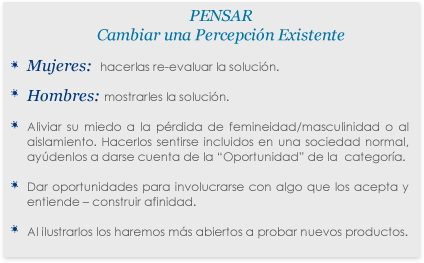 PENSAR
Cambiar una Percepción Existente
Mujeres: hacerlas re-evaluar la solución.
Hombres: mostrarles la solución.
Aliviar su miedo a la pérdida de femineidad/masculinidad o al
aislamiento. Hacerlos sentirse incluidos en una sociedad normal,
ayúdenlos a darse cuenta de la “Oportunidad” de la categoría.
Dar oportunidades para involucrarse con algo que los acepta y
entiende – construir afinidad.
Al ilustrarlos los haremos más abiertos a probar nuevos productos.